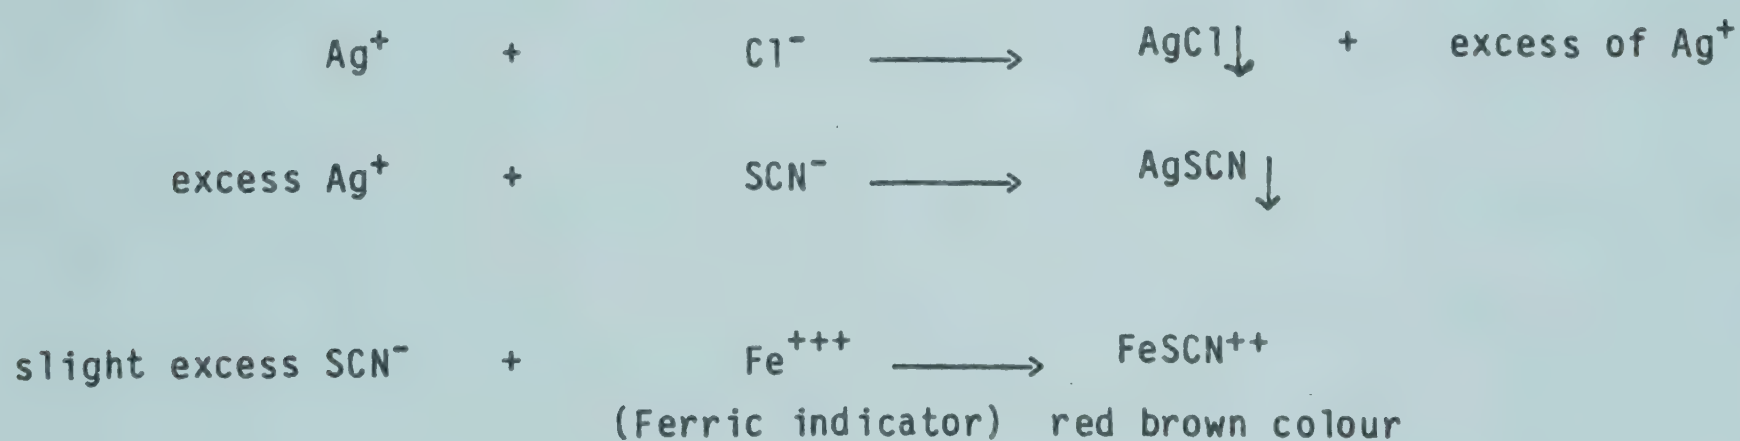 Ag⁺ + Cl⁻ ⟶ AgCl↓ + excess of Ag⁺
excess Ag⁺ + SCN⁻ ⟶ AgSCN↓
slight excess SCN⁻ + Fe⁺⁺⁺ ⟶ FeSCN⁺⁺
(Ferric indicator) red brown colour